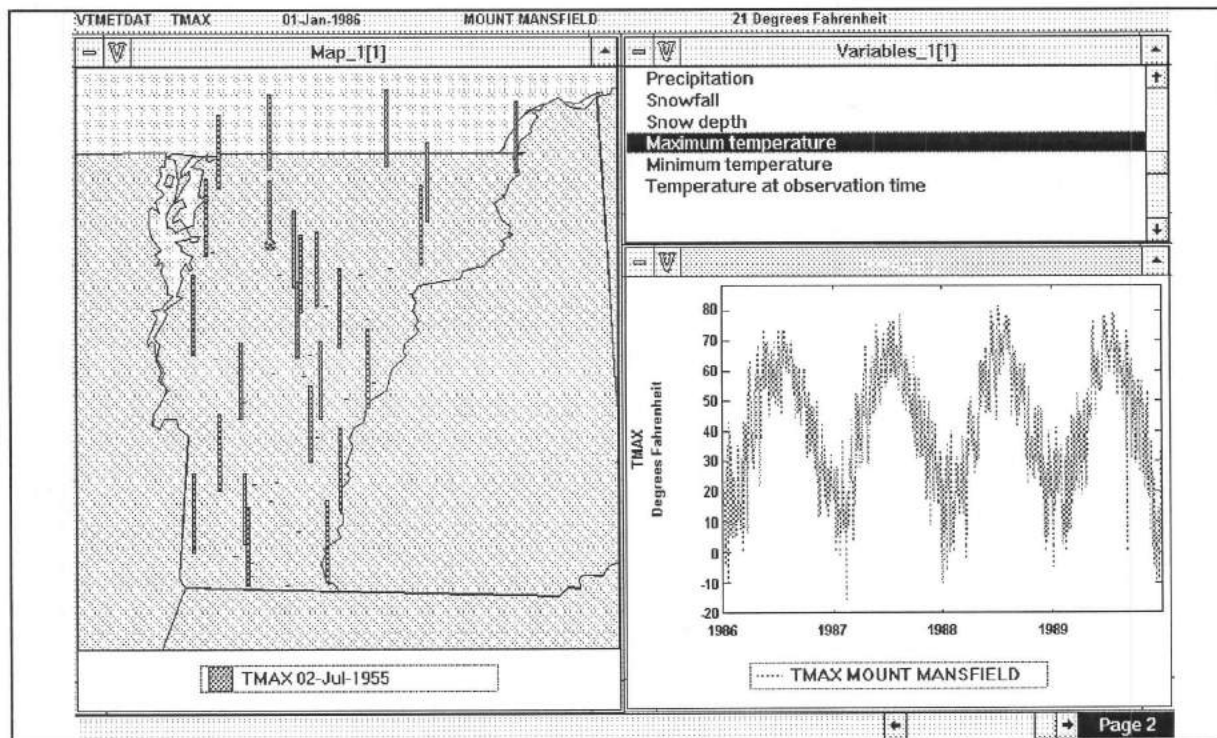 VTMETDAT TMAX 01-Jan-1986 MOUNT MANSFIELD 21 Degrees Fahrenheit
Map_1[1]
TMAX 02-Jul-1955
Variables_1[1]
Precipitation
Snowfall
Snow depth
Maximum temperature
Minimum temperature
Temperature at observation time
TMAX
Degrees Fahrenheit
80
70
60
50
40
30
20
10
0
-10
-20
1986 1987 1988 1989
TMAX MOUNT MANSFIELD
Page 2